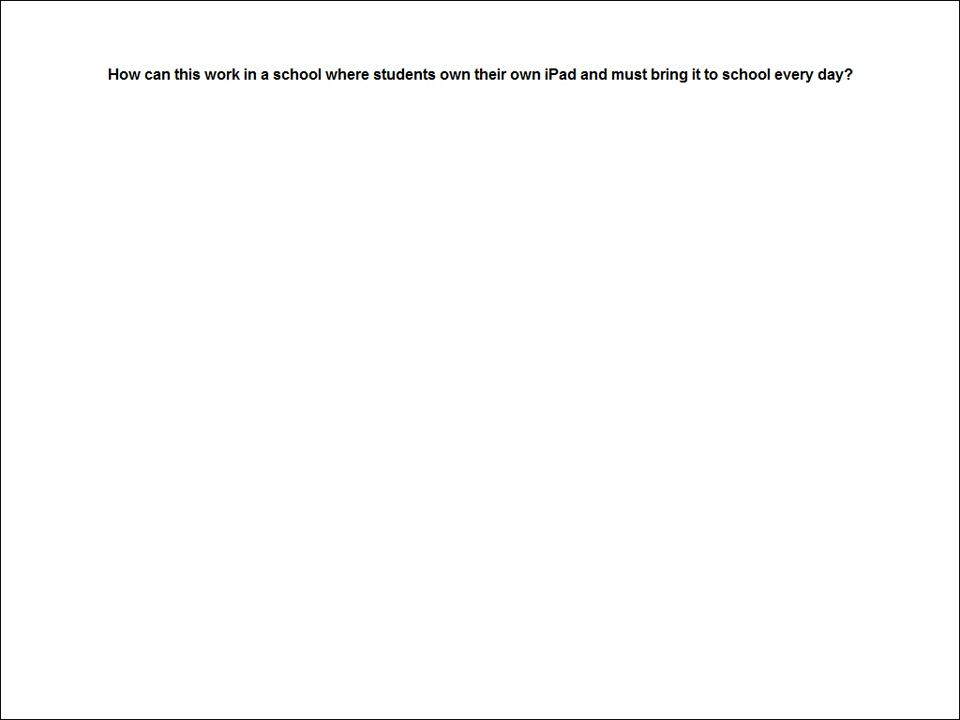 How can this work in a school where students own their own iPad and must bring it to school every day?